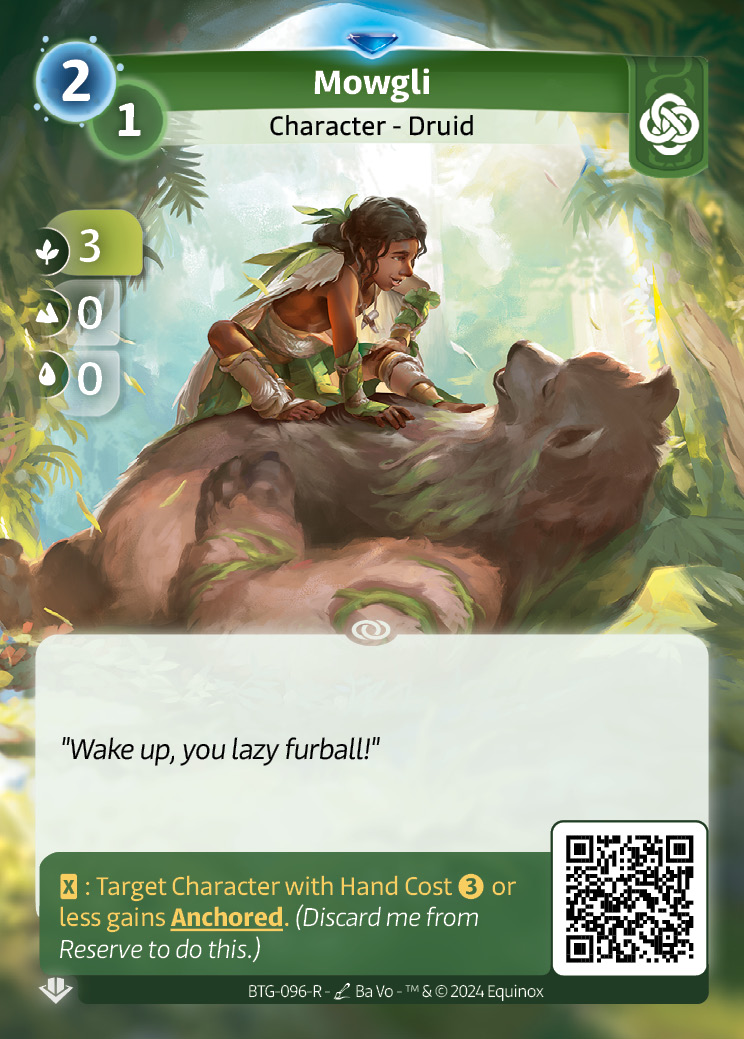 2
Mowgli
1
Character - Druid
3
0
0
"Wake up, you lazy furball!"
X : Target Character with Hand Cost 3 or
less gains Anchored. (Discard me from
Reserve to do this.)
BTG-096-R - Ba Vo - ™ & © 2024 Equinox